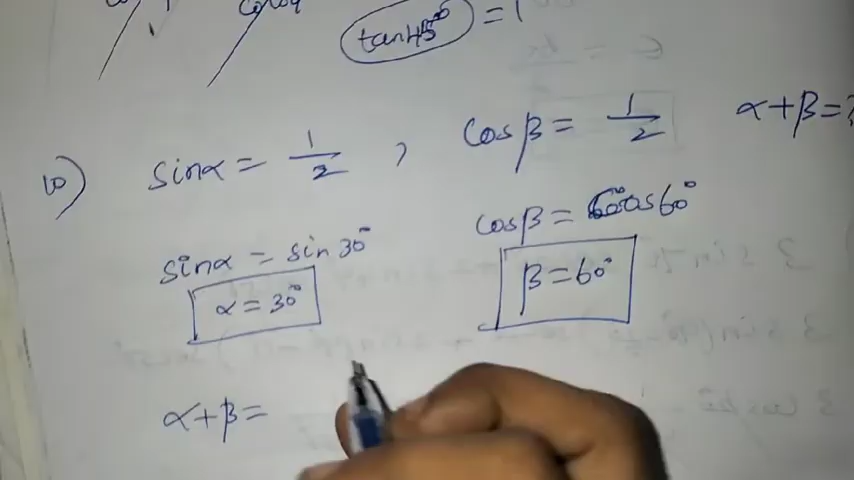 tan45° = 1
10) sinα = 1/2 , cosβ = 1/2 α+β=?
sinα = sin30° cosβ = cos60°
α = 30° β = 60°
α+β=